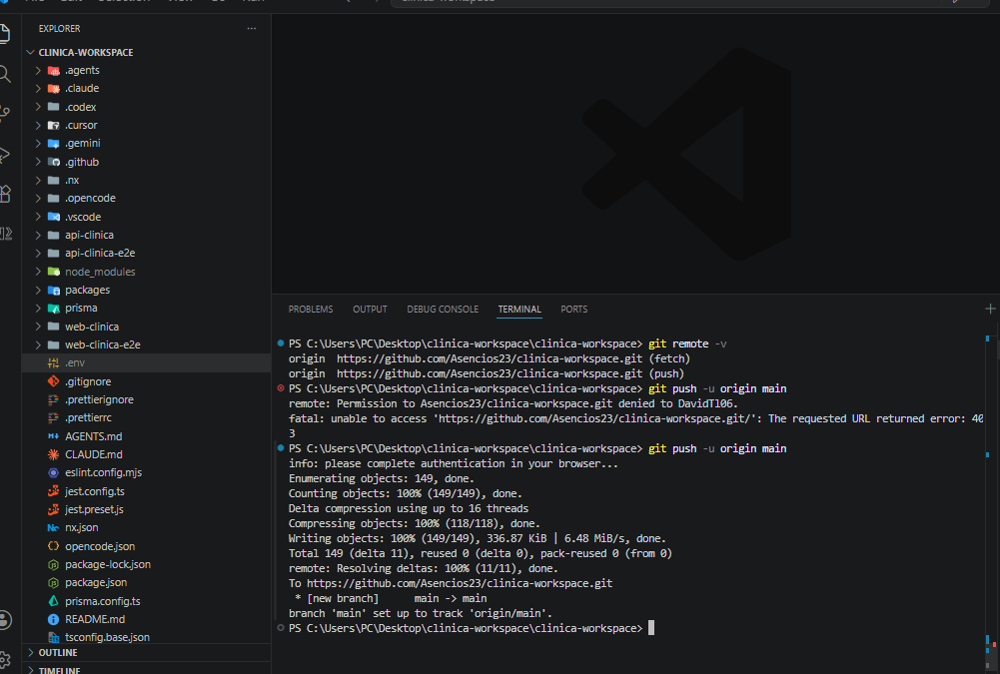 EXPLORER
CLINICA-WORKSPACE
.agents
.claude
.codex
.cursor
.gemini
.github
.nx
.opencode
.vscode
api-clinica
api-clinica-e2e
node_modules
packages
prisma
web-clinica
web-clinica-e2e
.env
.gitignore
.prettierignore
.prettierrc
AGENTS.md
CLAUDE.md
eslint.config.mjs
jest.config.ts
jest.preset.js
nx.json
opencode.json
package-lock.json
package.json
prisma.config.ts
README.md
tsconfig.base.json
OUTLINE
TIMELINE
PROBLEMS OUTPUT DEBUG CONSOLE TERMINAL PORTS
PS C:\Users\PC\Desktop\clinica-workspace\clinica-workspace> git remote -v
origin  https://github.com/Asencios23/clinica-workspace.git (fetch)
origin  https://github.com/Asencios23/clinica-workspace.git (push)
PS C:\Users\PC\Desktop\clinica-workspace\clinica-workspace> git push -u origin main
remote: Permission to Asencios23/clinica-workspace.git denied to DavidTl06.
fatal: unable to access 'https://github.com/Asencios23/clinica-workspace.git/': The requested URL returned error: 40
3
PS C:\Users\PC\Desktop\clinica-workspace\clinica-workspace> git push -u origin main
info: please complete authentication in your browser...
Enumerating objects: 149, done.
Counting objects: 100% (149/149), done.
Delta compression using up to 16 threads
Compressing objects: 100% (118/118), done.
Writing objects: 100% (149/149), 336.87 KiB | 6.48 MiB/s, done.
Total 149 (delta 11), reused 0 (delta 0), pack-reused 0 (from 0)
remote: Resolving deltas: 100% (11/11), done.
To https://github.com/Asencios23/clinica-workspace.git
 * [new branch]      main -> main
branch 'main' set up to track 'origin/main'.
PS C:\Users\PC\Desktop\clinica-workspace\clinica-workspace>